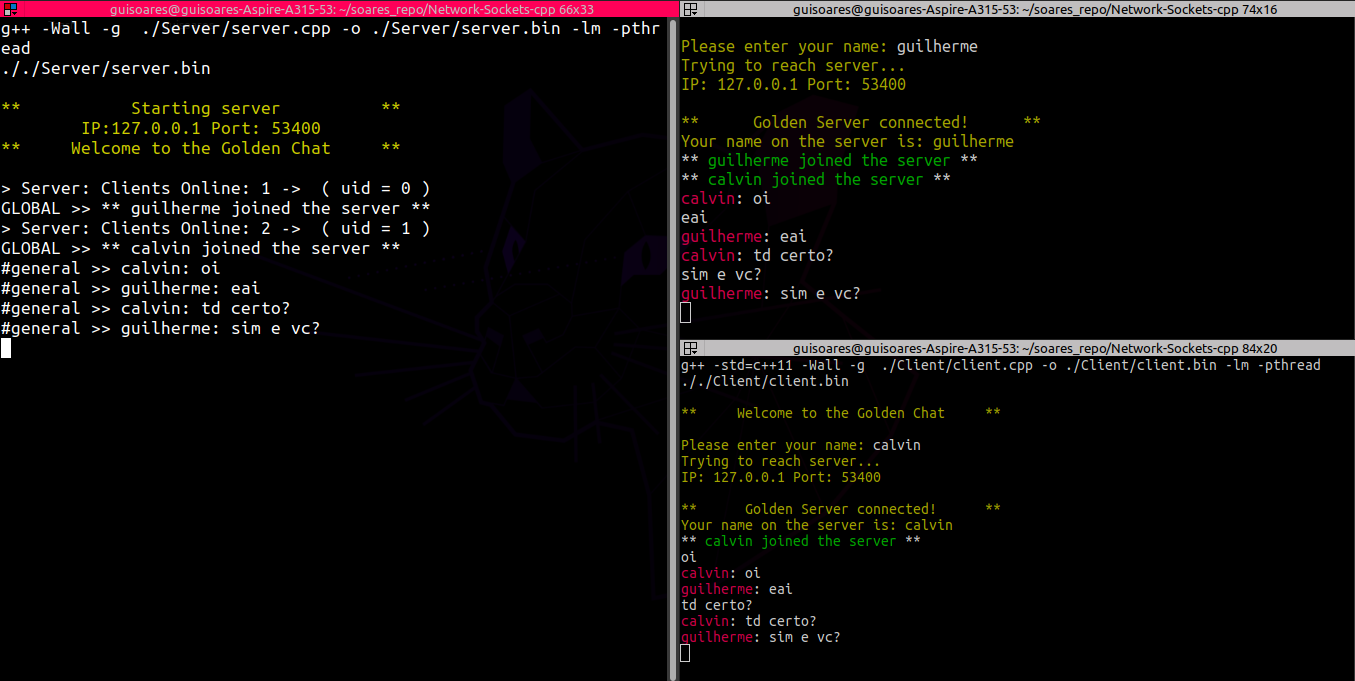 guisoares@guisoares-Aspire-A315-53: ~/soares_repo/Network-Sockets-cpp 66x33
g++ -Wall -g  ./Server/server.cpp -o ./Server/server.bin -lm -pthr
ead
././Server/server.bin
**           Starting server          **
        IP:127.0.0.1 Port: 53400
**     Welcome to the Golden Chat     **
> Server: Clients Online: 1 ->  ( uid = 0 )
GLOBAL >> ** guilherme joined the server **
> Server: Clients Online: 2 ->  ( uid = 1 )
GLOBAL >> ** calvin joined the server **
#general >> calvin: oi
#general >> guilherme: eai
#general >> calvin: td certo?
#general >> guilherme: sim e vc?
guisoares@guisoares-Aspire-A315-53: ~/soares_repo/Network-Sockets-cpp 74x16
Please enter your name: guilherme
Trying to reach server...
IP: 127.0.0.1 Port: 53400
**      Golden Server connected!      **
Your name on the server is: guilherme
** guilherme joined the server **
** calvin joined the server **
calvin: oi
eai
guilherme: eai
calvin: td certo?
sim e vc?
guilherme: sim e vc?
guisoares@guisoares-Aspire-A315-53: ~/soares_repo/Network-Sockets-cpp 84x20
g++ -std=c++11 -Wall -g  ./Client/client.cpp -o ./Client/client.bin -lm -pthread
././Client/client.bin
**     Welcome to the Golden Chat     **
Please enter your name: calvin
Trying to reach server...
IP: 127.0.0.1 Port: 53400
**      Golden Server connected!      **
Your name on the server is: calvin
** calvin joined the server **
oi
calvin: oi
guilherme: eai
td certo?
calvin: td certo?
guilherme: sim e vc?